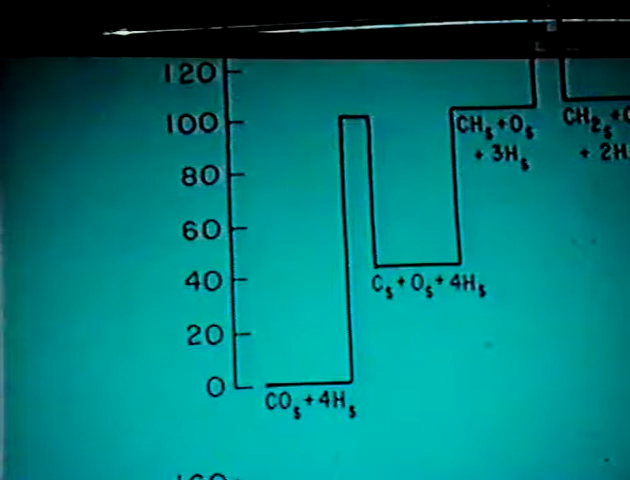 120
100
80
60
40
20
0
CHₛ+Oₛ
+ 3Hₛ
CH₂ₛ+
+ 2H
Cₛ+Oₛ+4Hₛ
COₛ+4Hₛ